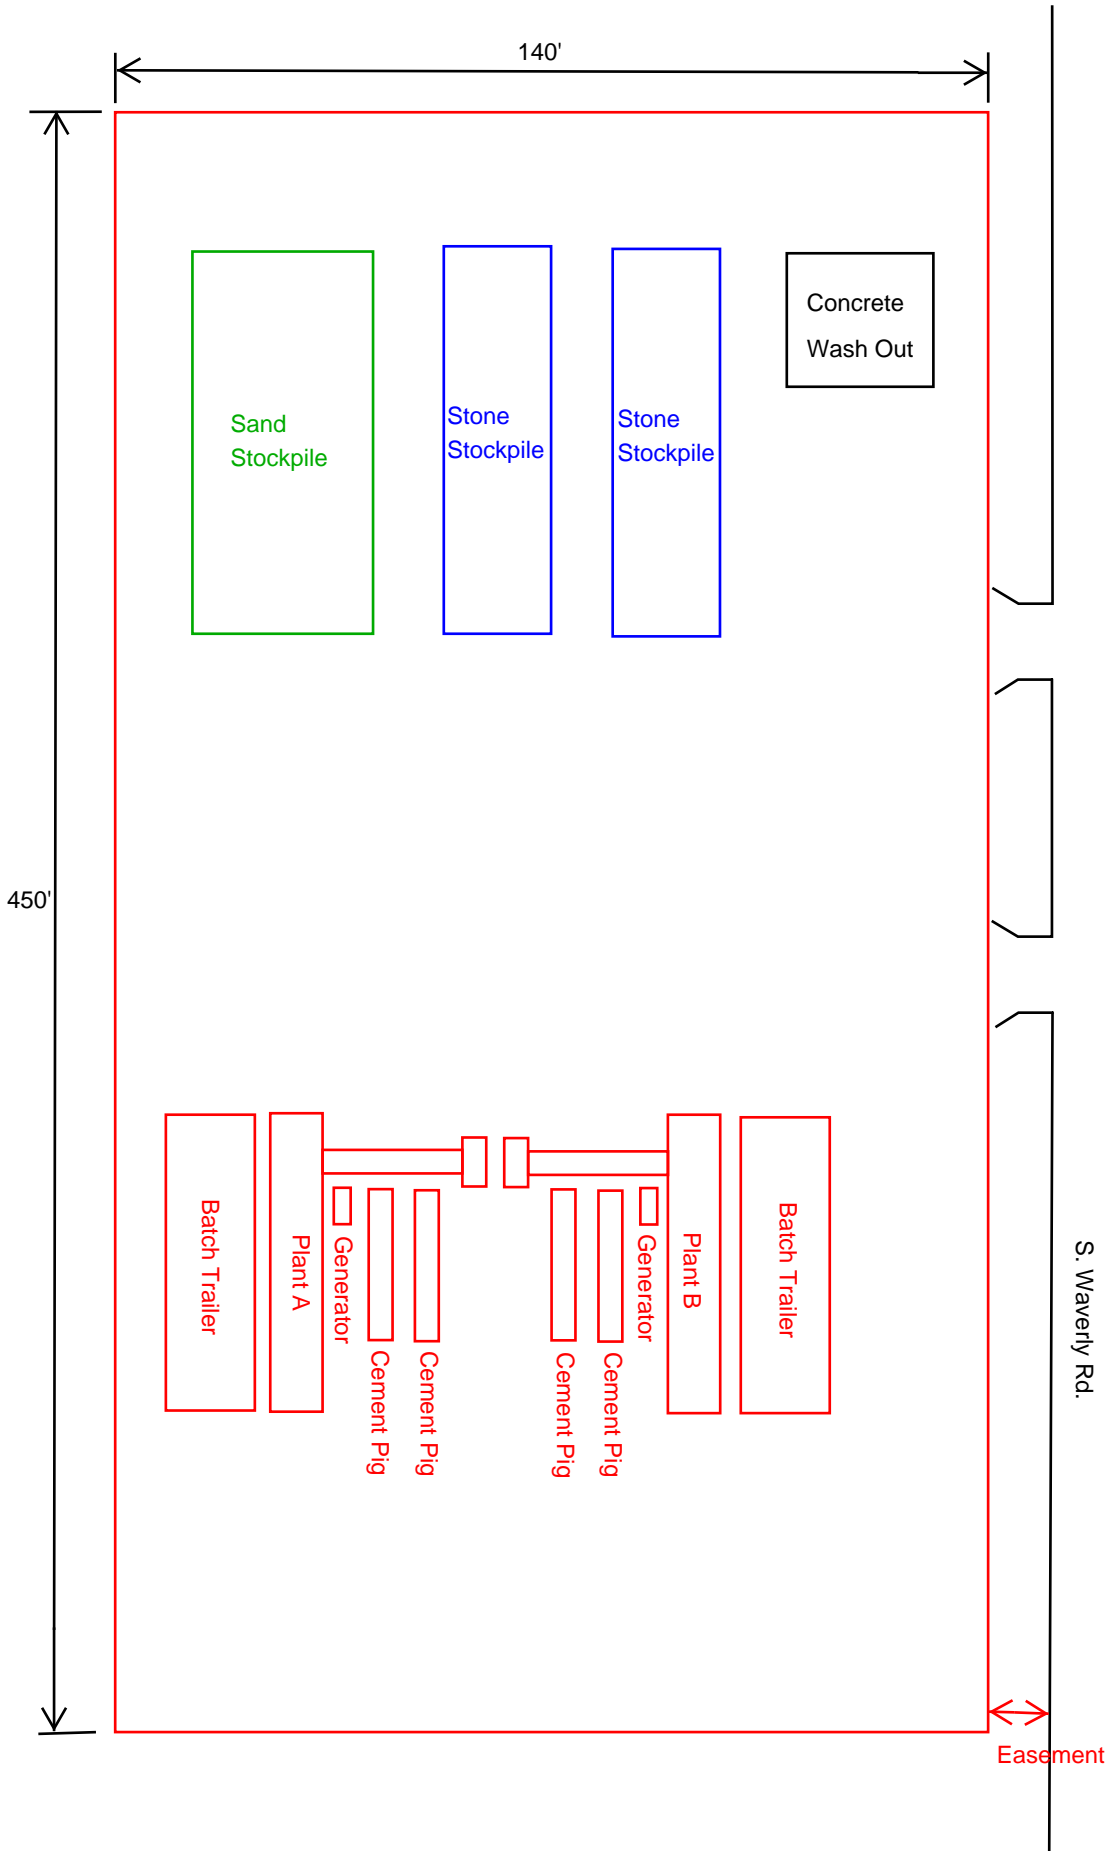 140'
Concrete
Wash Out
Sand
Stockpile
Stone
Stockpile
Stone
Stockpile
450'
Batch Trailer
Plant A
Generator
Cement Pig
Cement Pig
Cement Pig
Cement Pig
Generator
Plant B
Batch Trailer
S. Waverly Rd.
Easement